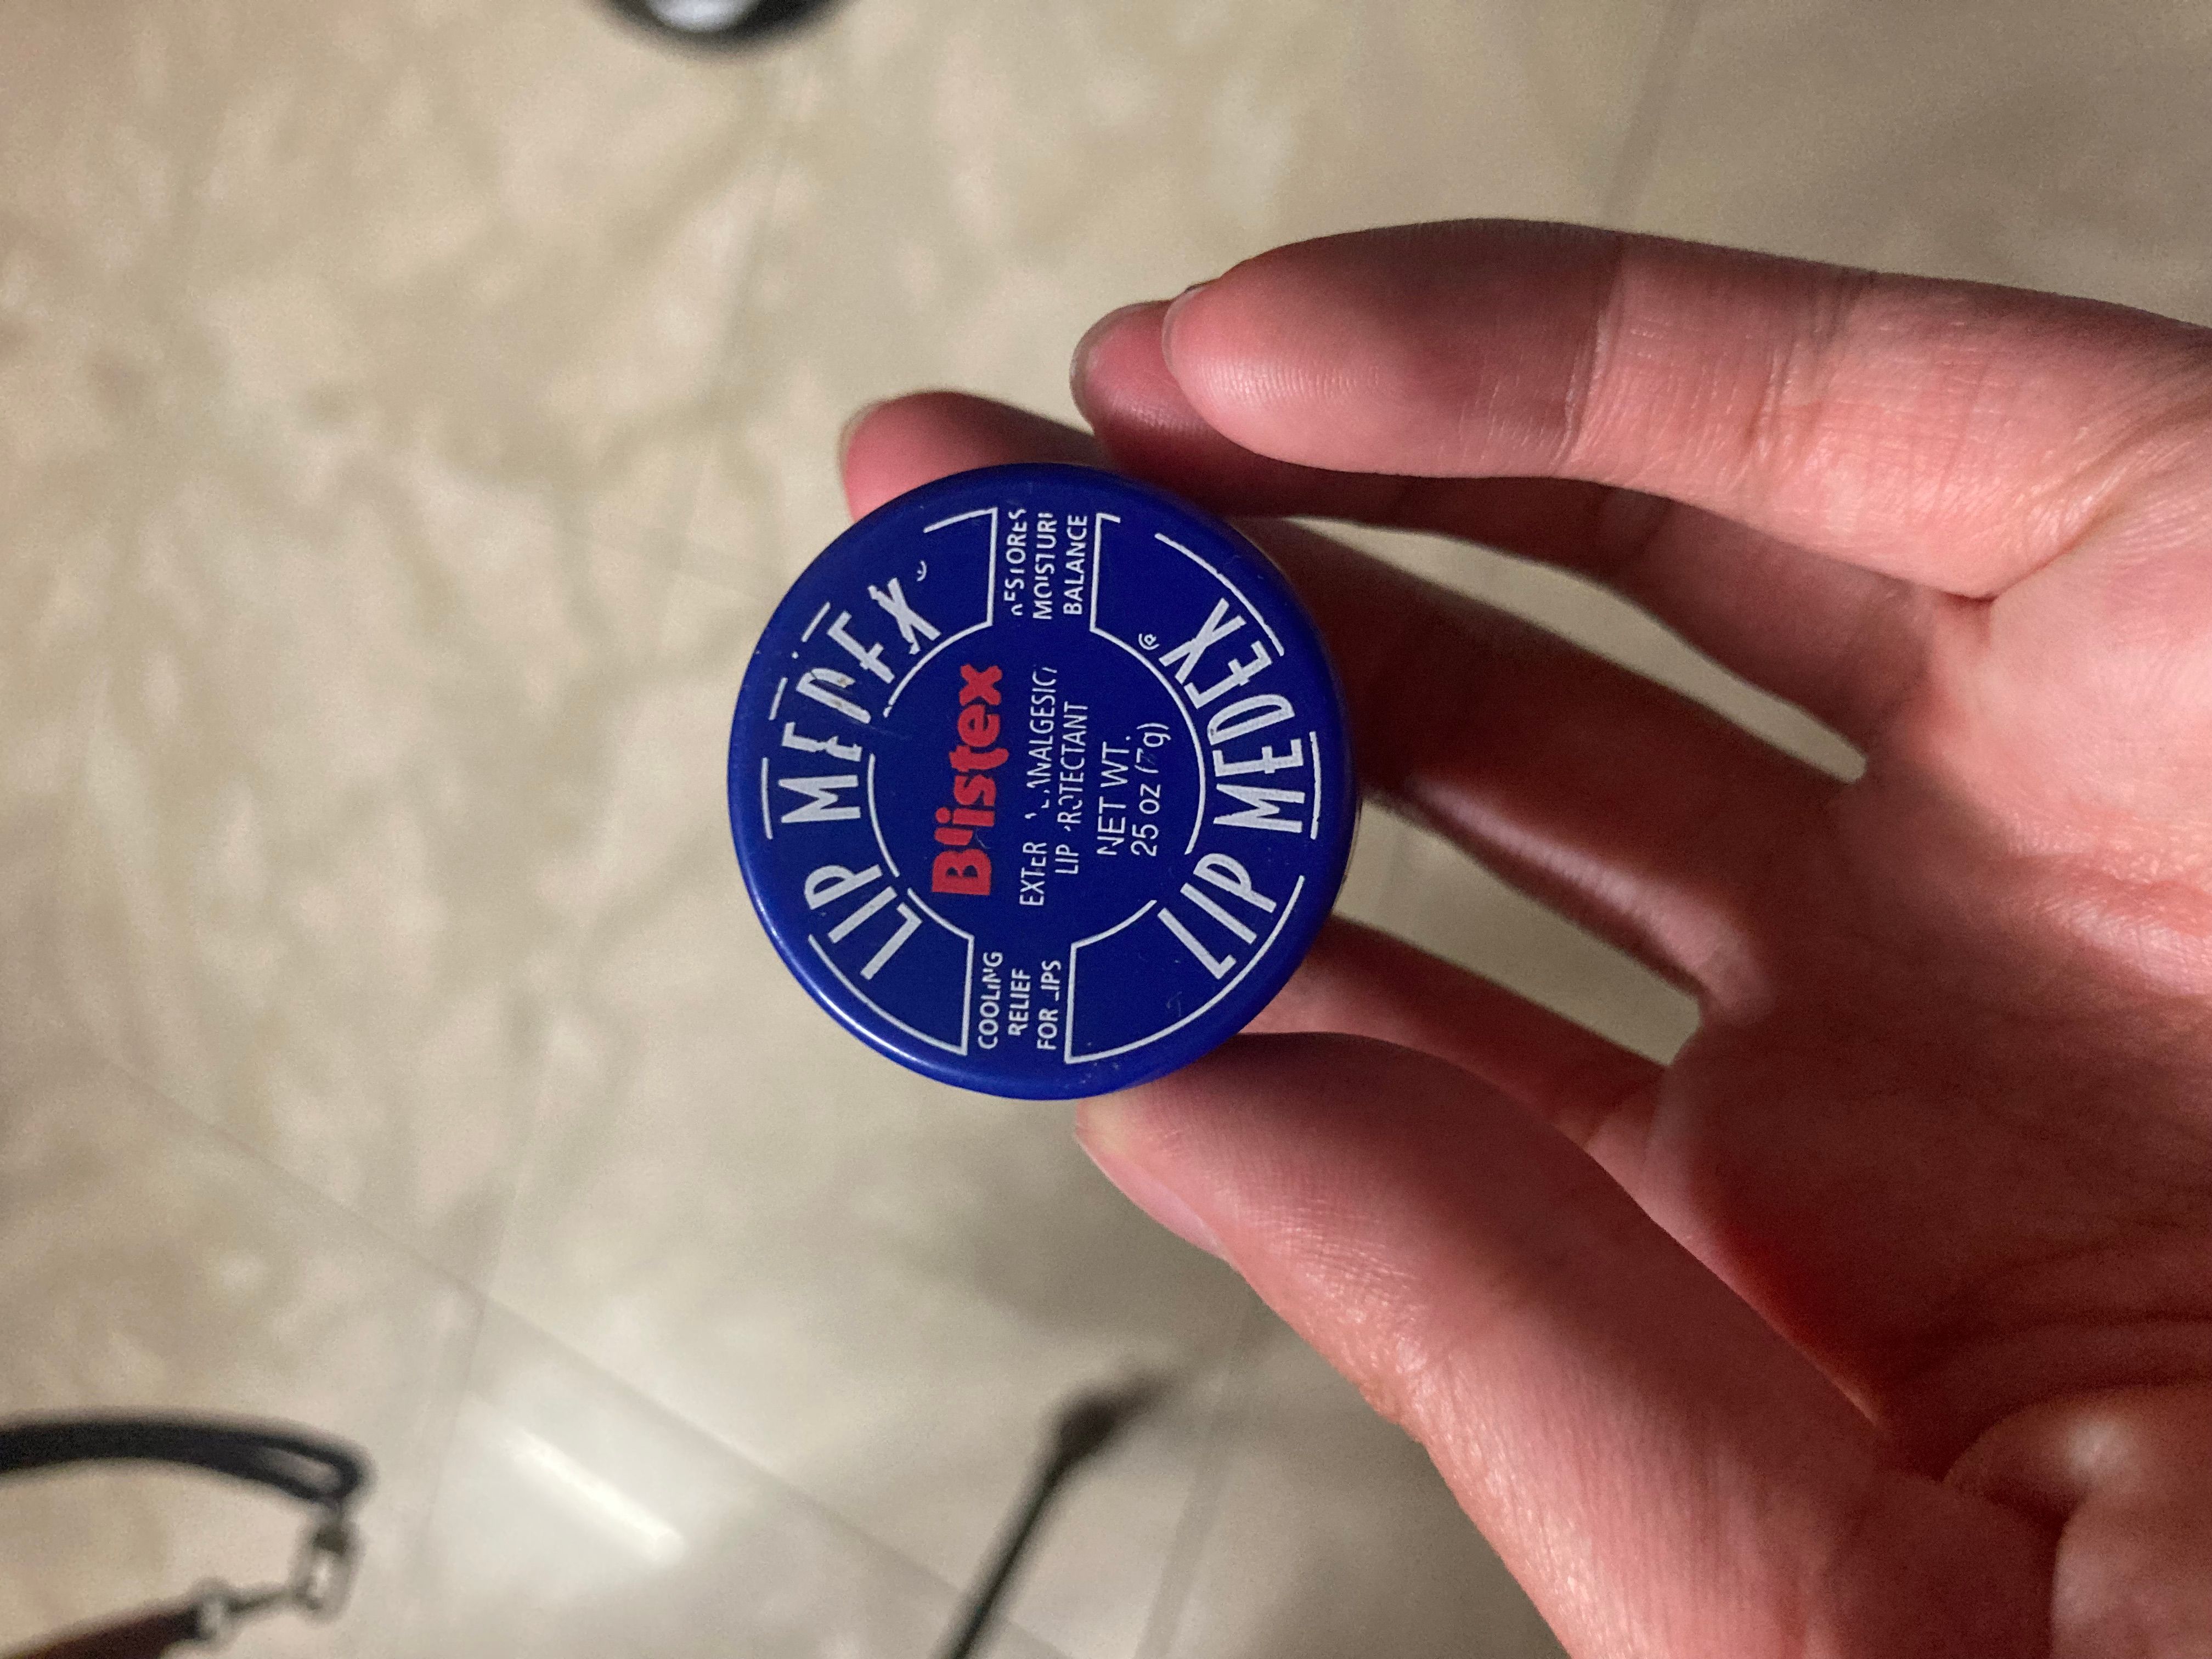 LIP MEDEX
RESTORES
MOISTURE
BALANCE
Blistex
EXTERNAL ANALGESIC/
LIP PROTECTANT
NET WT.
.25 oz (7g)
COOLING
RELIEF
FOR LIPS
LIP MEDEX®